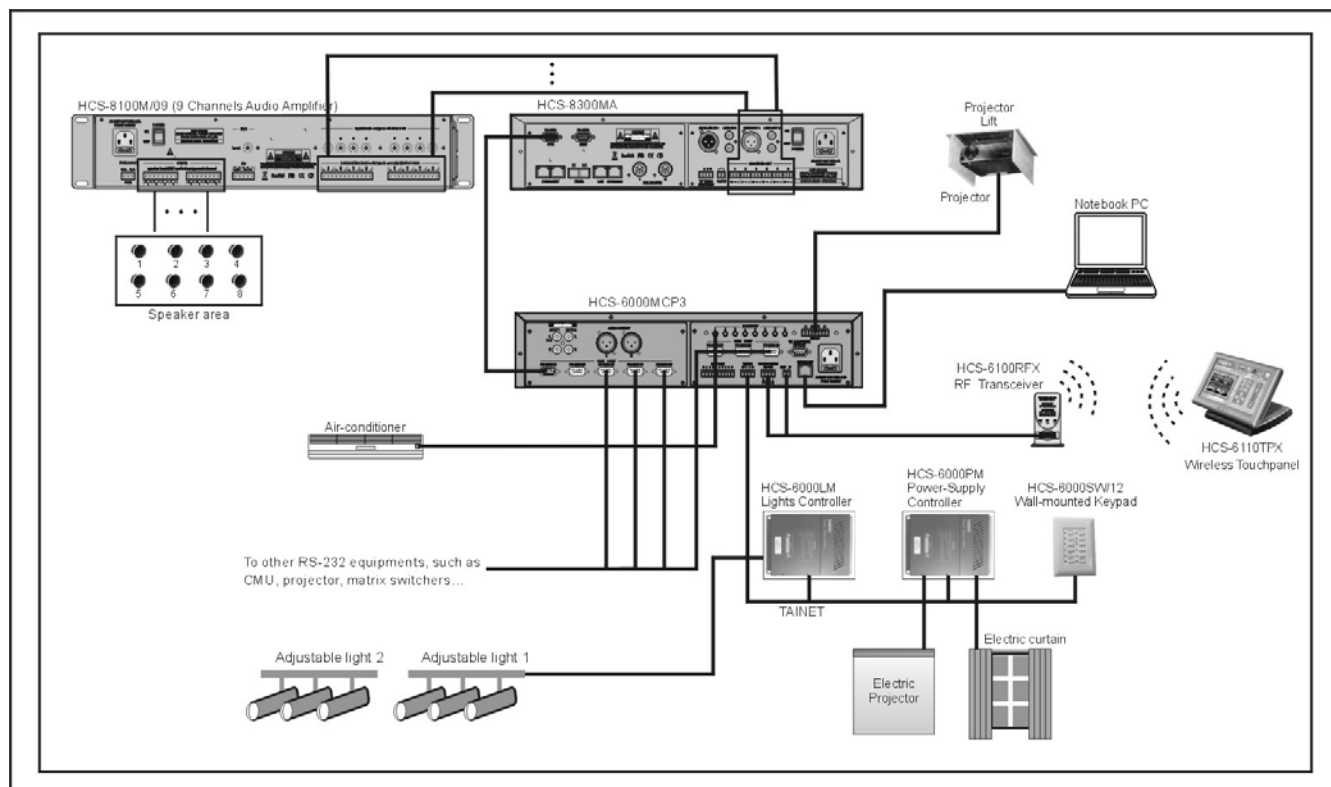 HCS-8100M/09 (9 Channels Audio Amplifier)
HCS-8300MA
Projector
Lift
Projector
Notebook PC
1 2 3 4
5 6 7 8
Speaker area
HCS-6000MCP3
HCS-6100RFX
RF Transceiver
HCS-6110TPX
Wireless Touchpanel
Air-conditioner
HCS-6000LM
Lights Controller
HCS-6000PM
Power-Supply
Controller
HCS-6000SW/12
Wall-mounted Keypad
To other RS-232 equipments, such as
CMU, projector, matrix switchers...
TAINET
Adjustable light 2
Adjustable light 1
Electric
Projector
Electric curtain